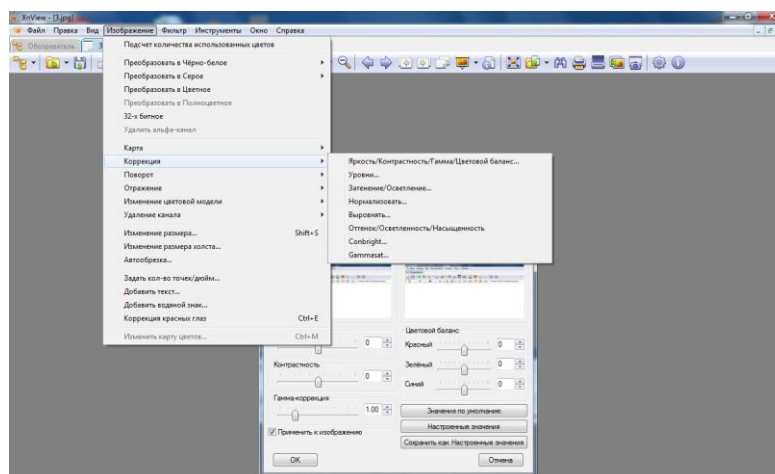 XnView - [3.jpg]
Файл Правка Вид Изображение Фильтр Инструменты Окно Справка
Обозреватель 3
Подсчет количества использованных цветов
Преобразовать в Чёрно-белое
Преобразовать в Серое
Преобразовать в Цветное
Преобразовать в Полноцветное
32-х битное
Удалить альфа-канал
Карта
Коррекция
Поворот
Отражение
Изменение цветовой модели
Удаление канала
Изменение размера... Shift+S
Изменение размера холста...
Автообрезка...
Задать кол-во точек/дюйм...
Добавить текст...
Добавить водяной знак...
Коррекция красных глаз Ctrl+E
Изменить карту цветов... Ctrl+M
Яркость/Контрастность/Гамма/Цветовой баланс...
Уровни...
Затенение/Осветление...
Нормализовать...
Выровнять...
Оттенок/Осветленность/Насыщенность
Conbright...
Gammasat...
0
Контрастность
0
Гамма-коррекция
1.00
Применить к изображению
OK
Цветовой баланс
Красный 0
Зелёный 0
Синий 0
Значения по умолчанию
Настроенные значения
Сохранить как Настроенные значения
Отмена